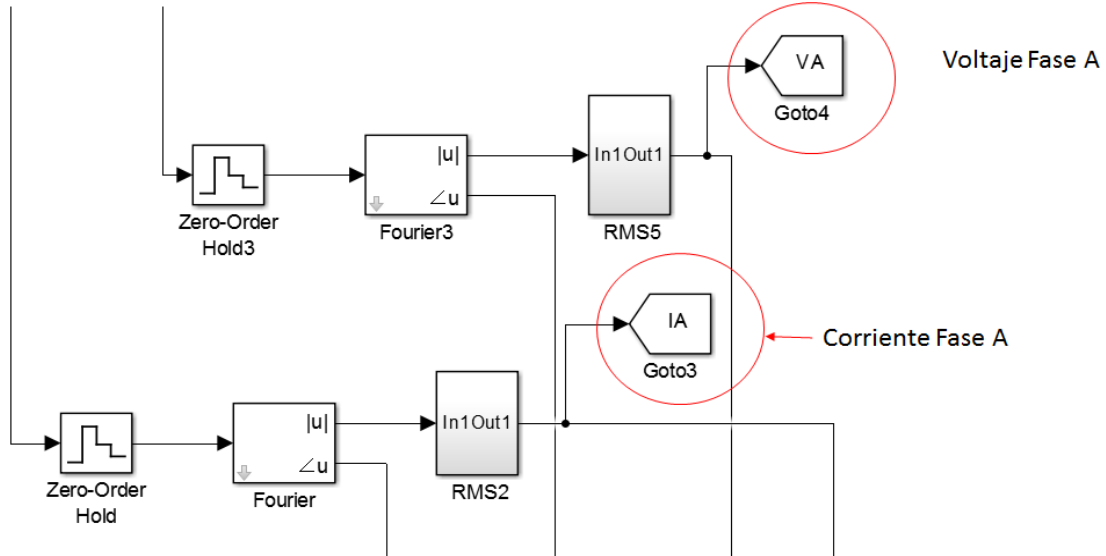 VA
Voltaje Fase A
Goto4
|u|
∠u
In1Out1
Zero-Order
Hold3
Fourier3
RMS5
IA
Corriente Fase A
Goto3
|u|
∠u
In1Out1
Zero-Order
Hold
Fourier
RMS2